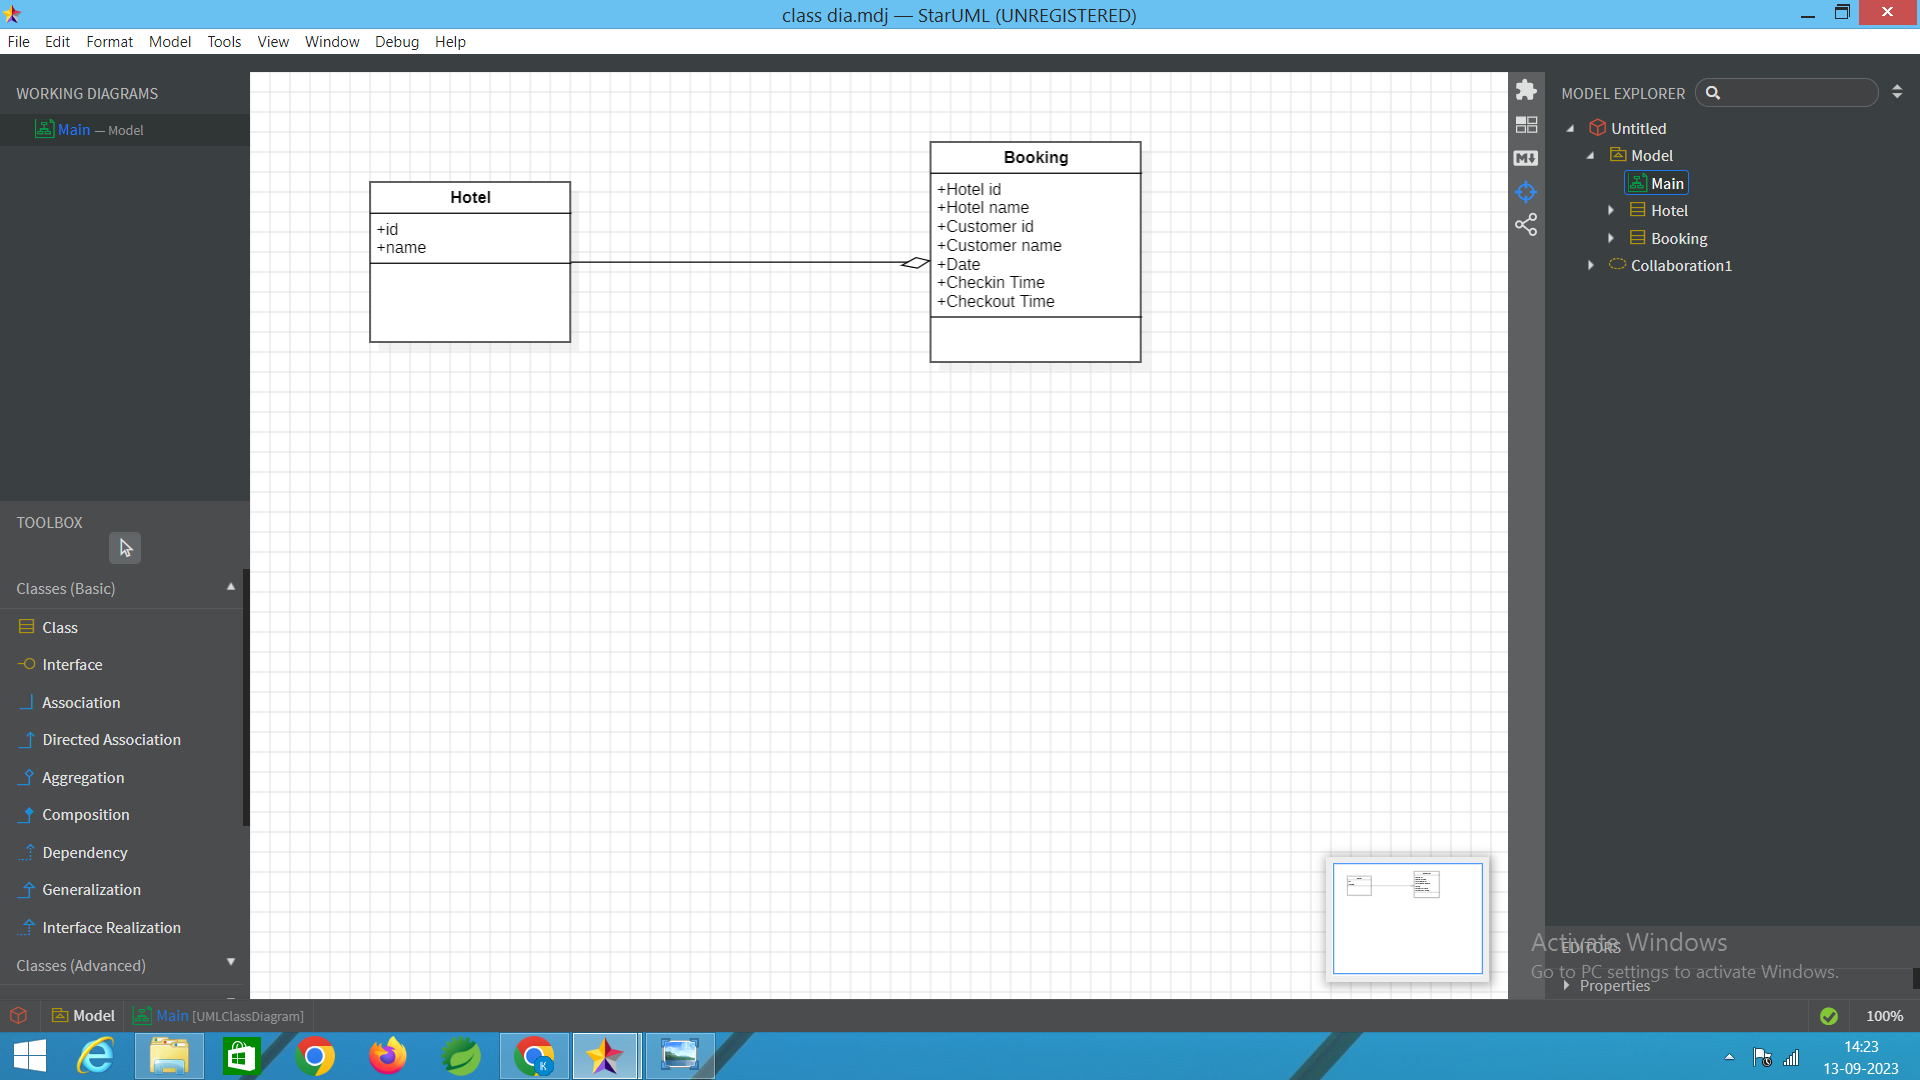 class dia.mdj — StarUML (UNREGISTERED)
File Edit Format Model Tools View Window Debug Help
WORKING DIAGRAMS
Main — Model
TOOLBOX
Classes (Basic)
Class
Interface
Association
Directed Association
Aggregation
Composition
Dependency
Generalization
Interface Realization
Classes (Advanced)
Hotel
+id
+name
Booking
+Hotel id
+Hotel name
+Customer id
+Customer name
+Date
+Checkin Time
+Checkout Time
MODEL EXPLORER
Untitled
Model
Main
Hotel
Booking
Collaboration1
EDITORS
Activate Windows
Go to PC settings to activate Windows.
Properties
Model Main [UMLClassDiagram]
100%
14:23
13-09-2023